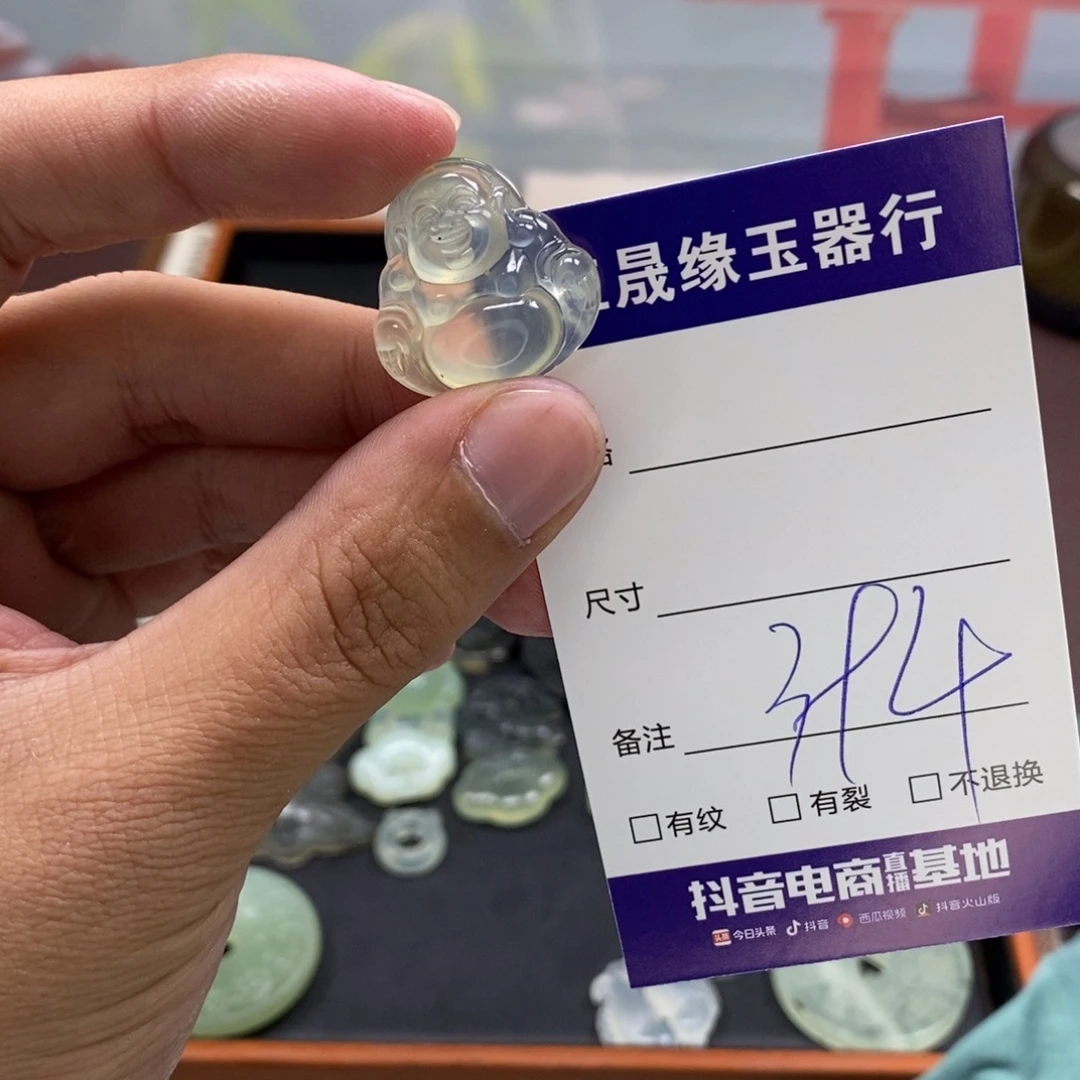 晟缘玉器行
尺寸
备注
□有纹 □有裂 □不退换
抖音电商直播基地
头条 今日头条 抖音 西瓜视频 抖音火山版